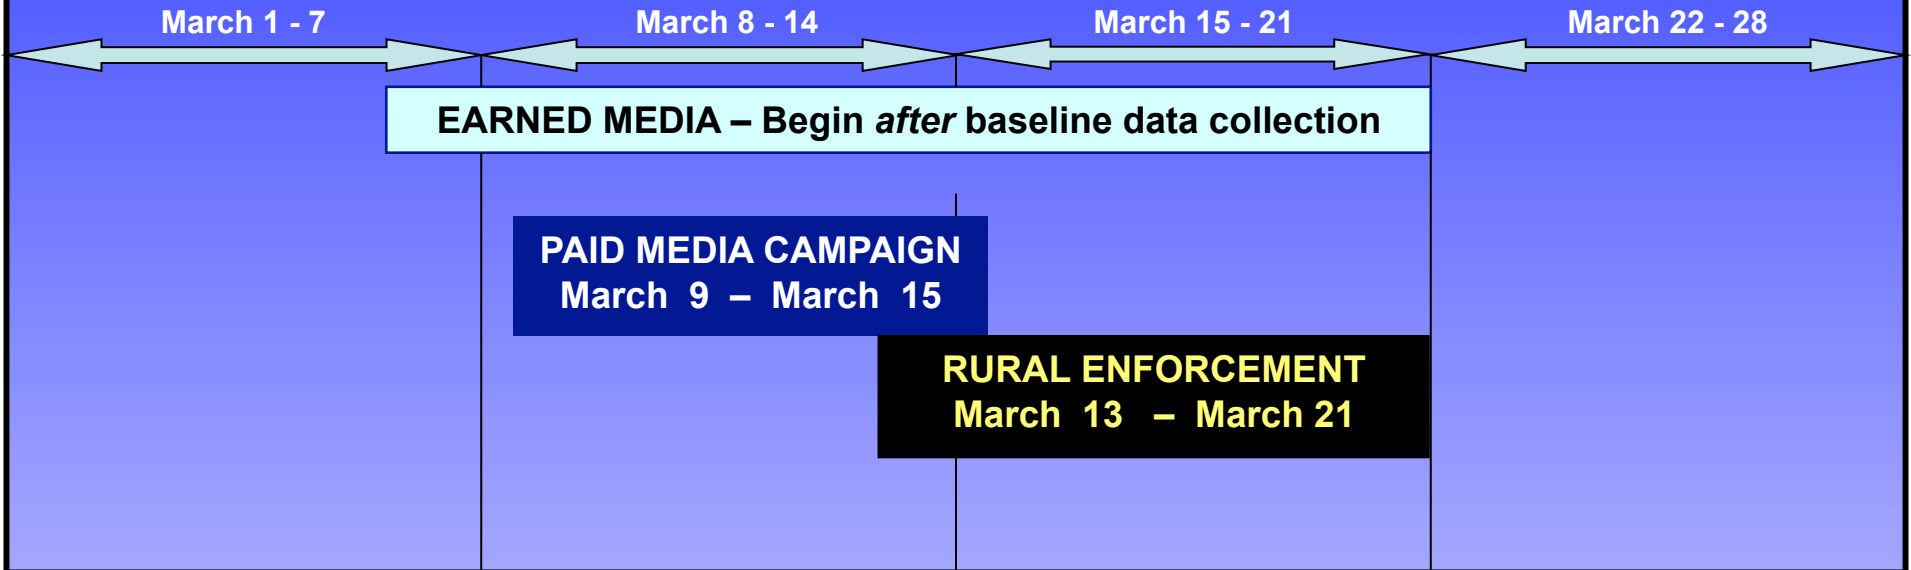 March 1 - 7
March 8 - 14
March 15 - 21
March 22 - 28
EARNED MEDIA – Begin after baseline data collection
PAID MEDIA CAMPAIGN
March 9 – March 15
RURAL ENFORCEMENT
March 13 – March 21